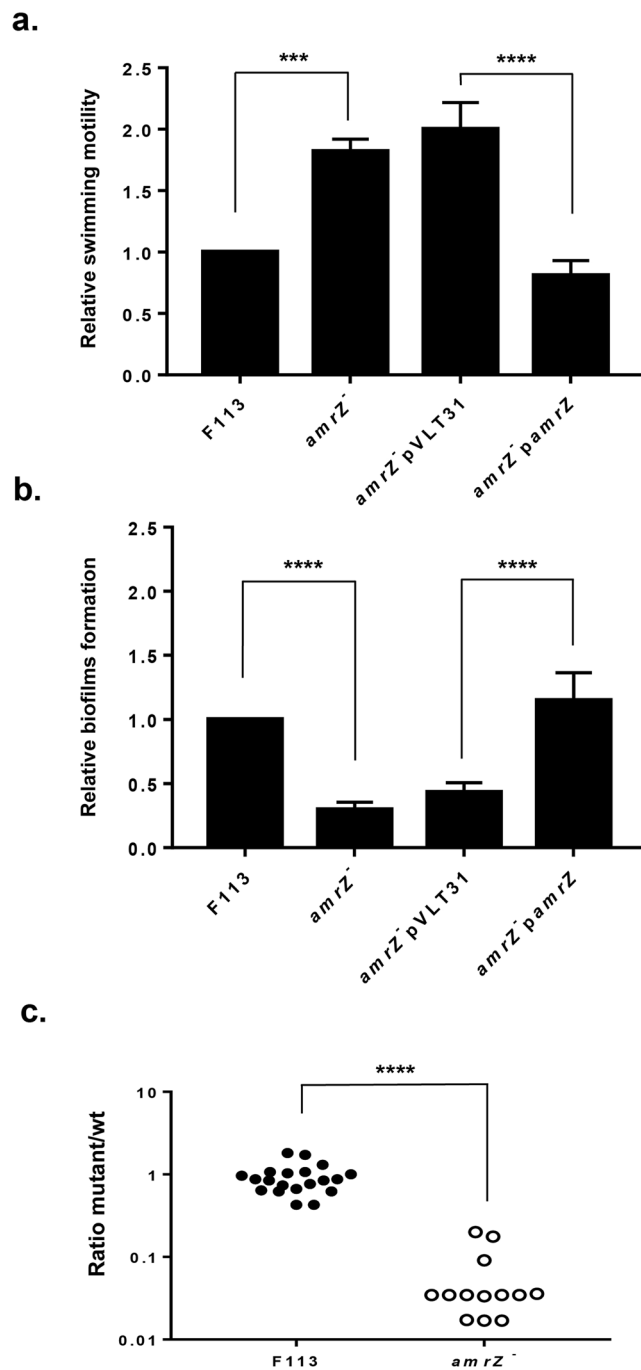 a.
Relative swimming motility
2.5
2.0
1.5
1.0
0.5
0.0
***
****
F113
amrZ-
amrZ-pVLT31
amrZ-pamrZ
b.
Relative biofilms formation
2.5
2.0
1.5
1.0
0.5
0.0
****
****
F113
amrZ-
amrZ-pVLT31
amrZ-pamrZ
c.
Ratio mutant/wt
10
1
0.1
0.01
****
F113
amrZ-